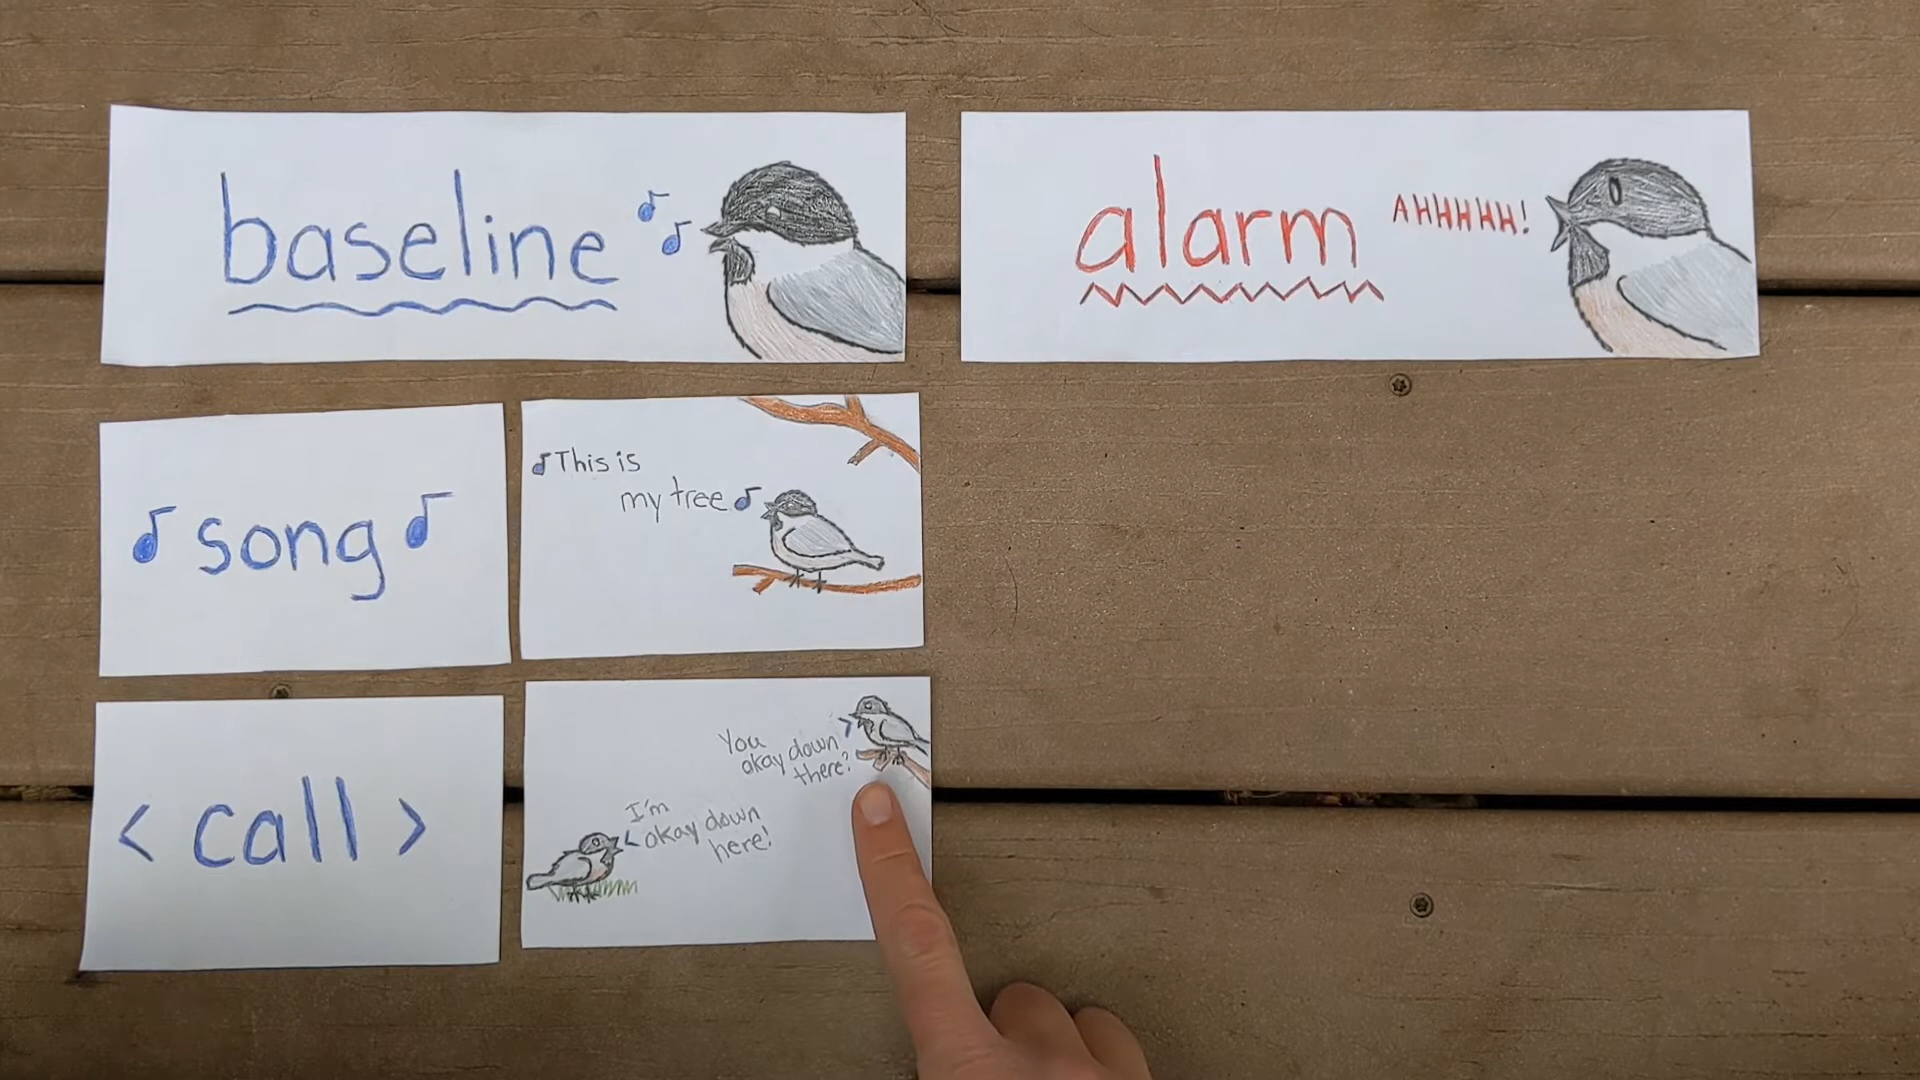 baseline
alarm
AHHHHH!
song
This is
my tree
call
You
okay down
there?
I'm
okay down
here!